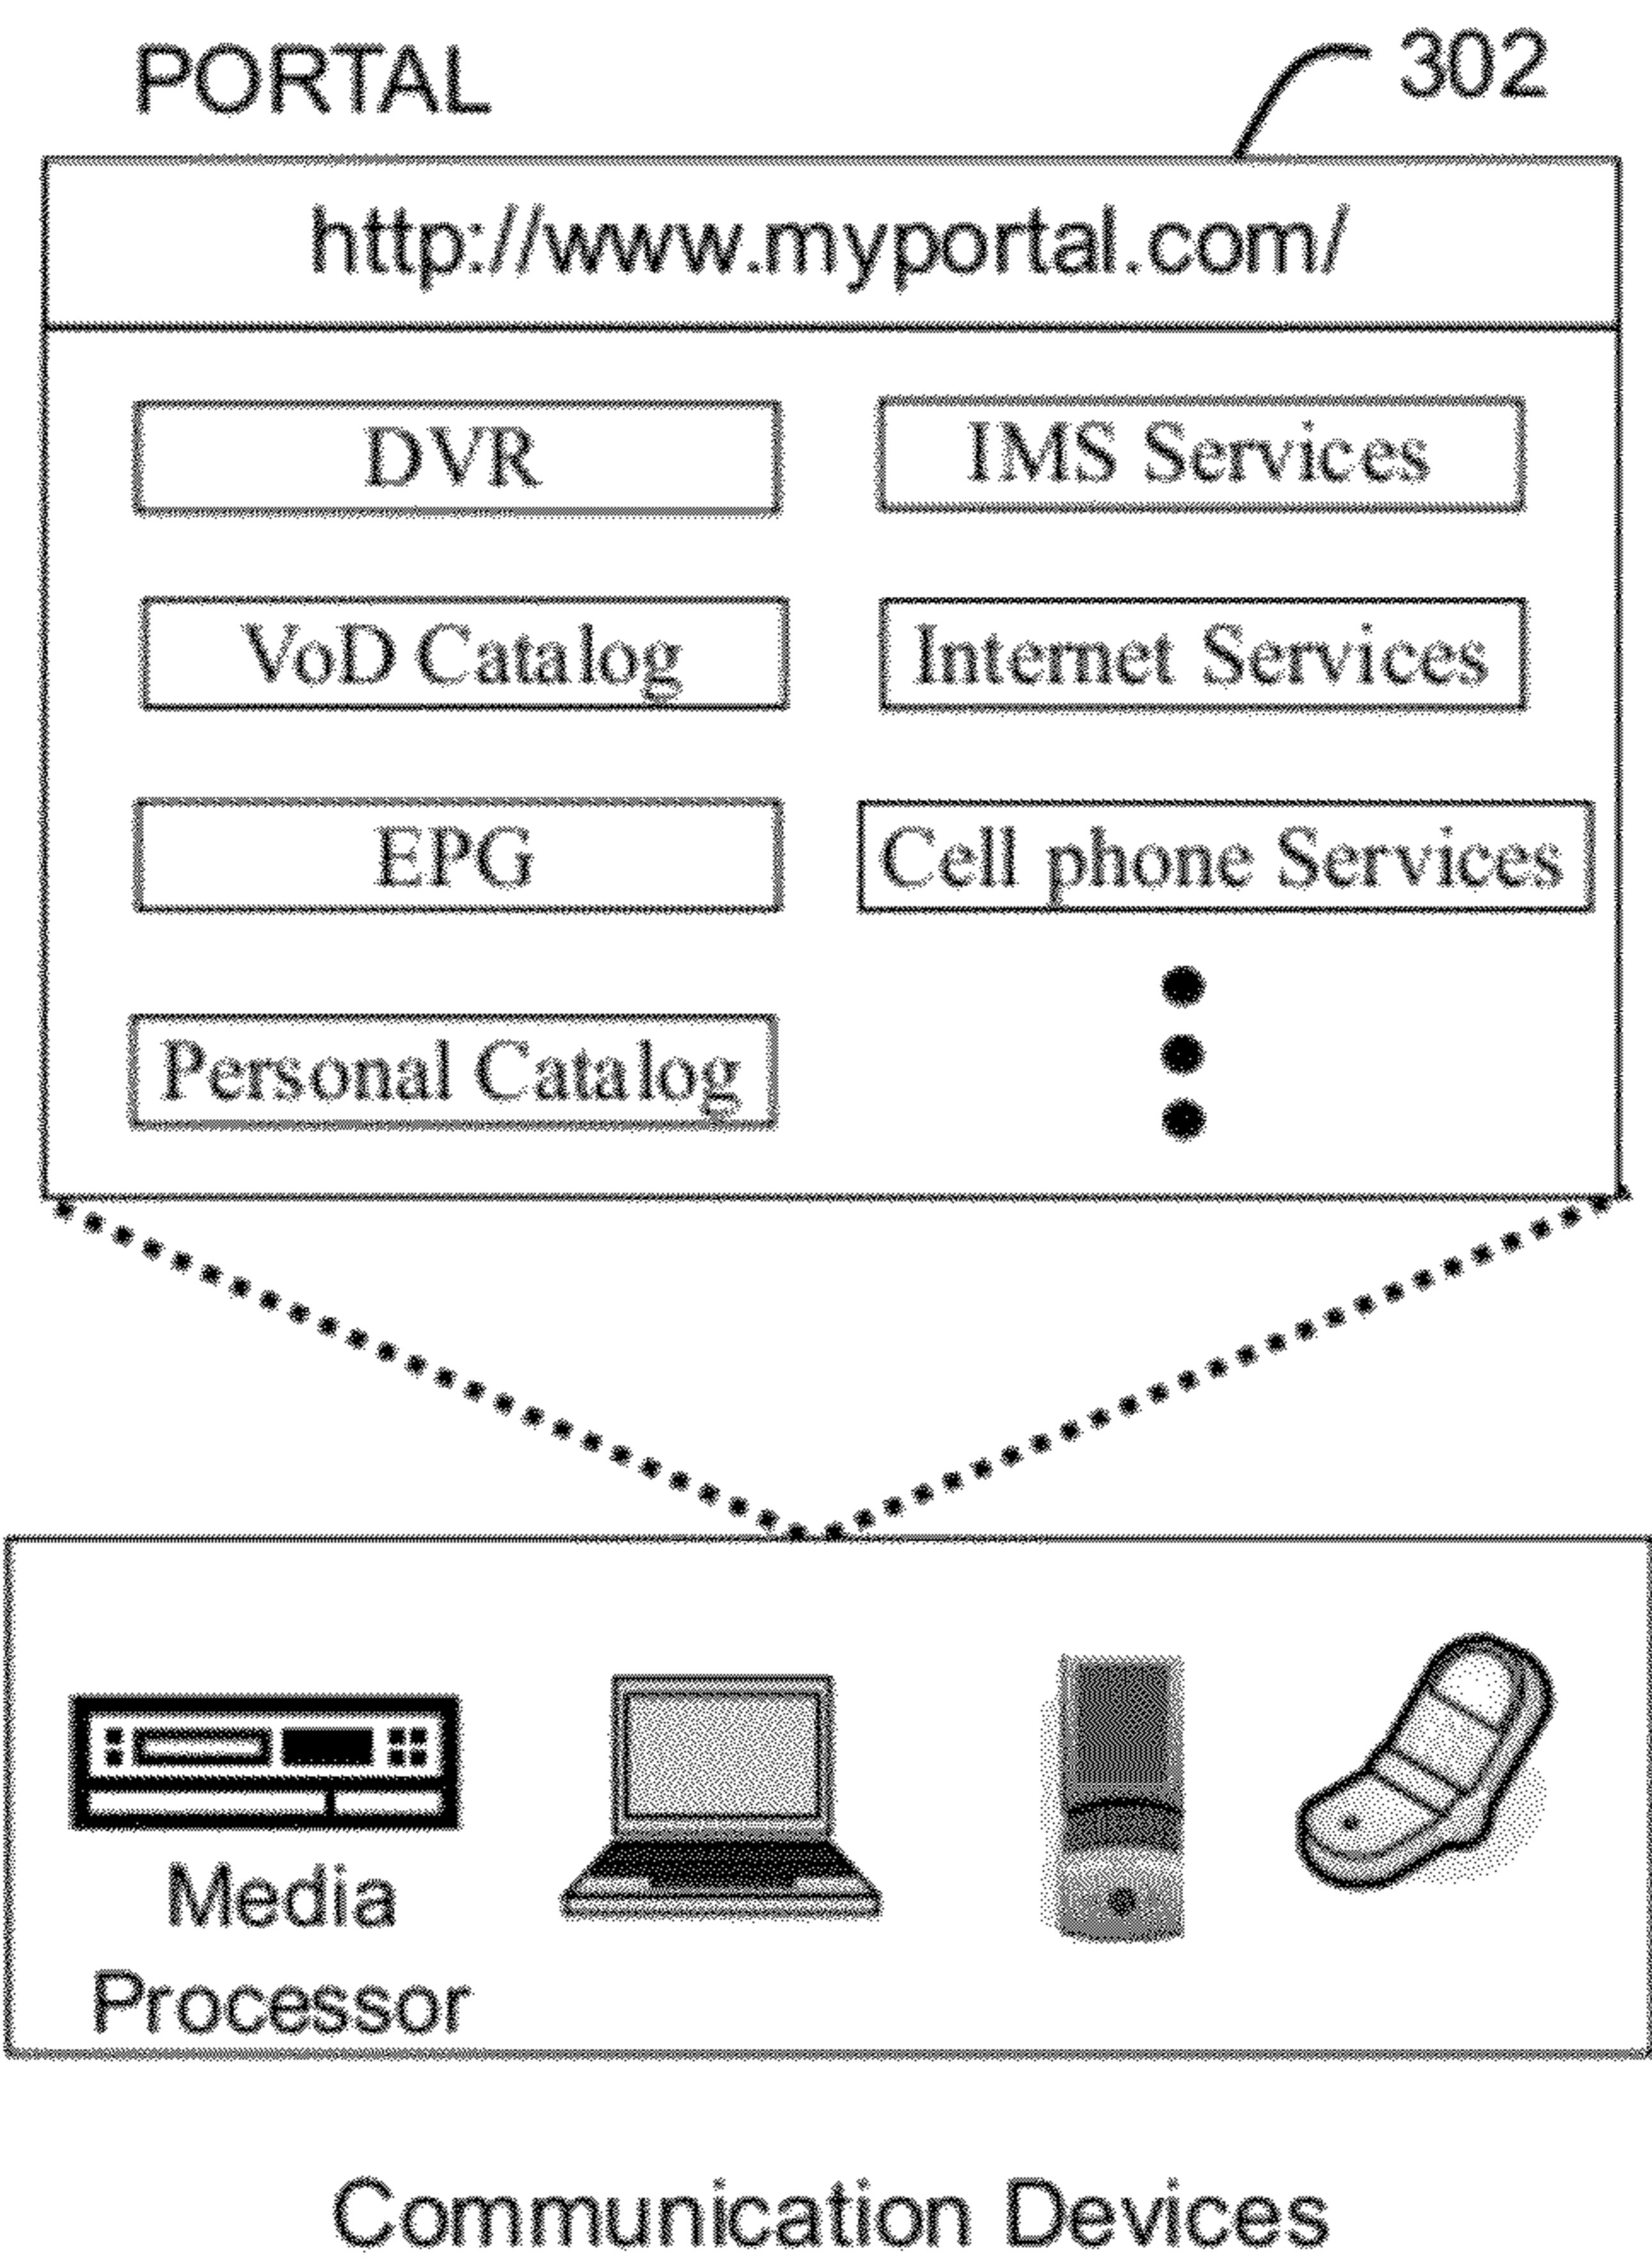 PORTAL
302
http://www.myportal.com/
DVR
IMS Services
VoD Catalog
Internet Services
EPG
Cell phone Services
Personal Catalog
Media
Processor
Communication Devices